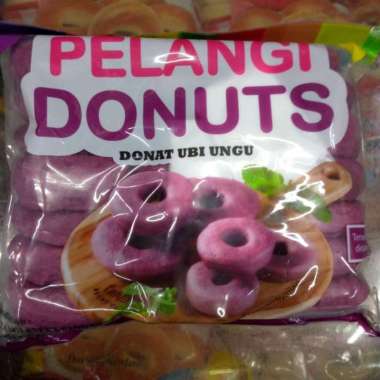 PELANGI
DONUTS
DONAT UBI UNGU